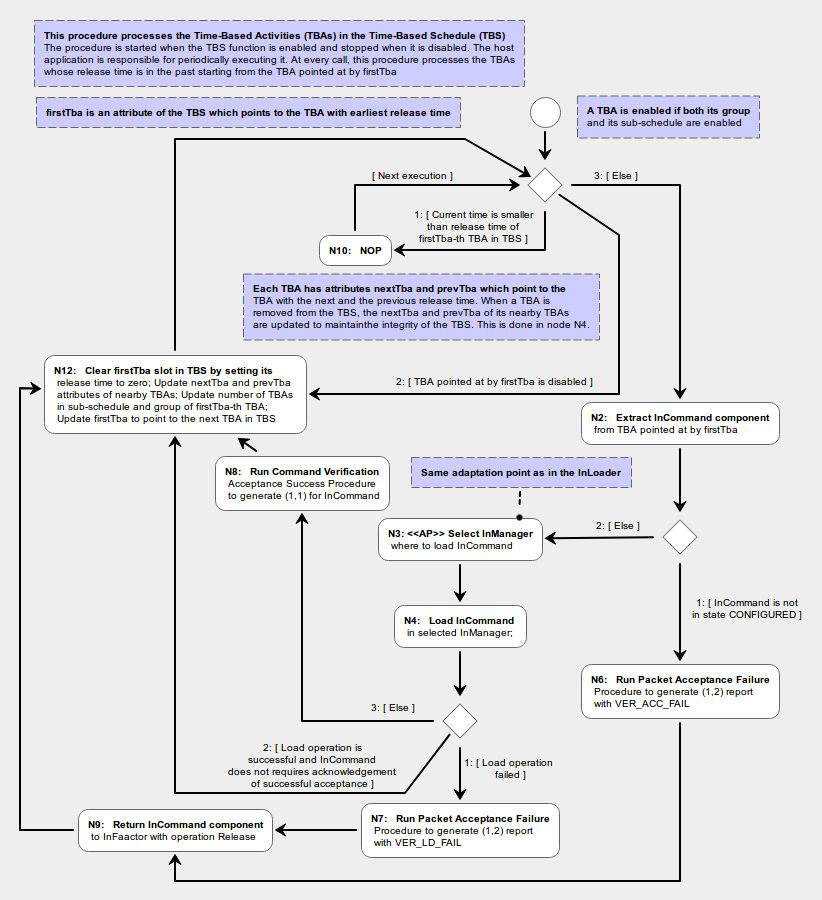 This procedure processes the Time-Based Activities (TBAs) in the Time-Based Schedule (TBS)
The procedure is started when the TBS function is enabled and stopped when it is disabled. The host
application is responsible for periodically executing it. At every call, this procedure processes the TBAs
whose release time is in the past starting from the TBA pointed at by firstTba
firstTba is an attribute of the TBS which points to the TBA with earliest release time
A TBA is enabled if both its group
and its sub-schedule are enabled
[ Next execution ]
3: [ Else ]
1: [ Current time is smaller
than release time of
firstTba-th TBA in TBS ]
N10: NOP
Each TBA has attributes nextTba and prevTba which point to the
TBA with the next and the previous release time. When a TBA is
removed from the TBS, the nextTba and prevTba of its nearby TBAs
are updated to maintainthe integrity of the TBS. This is done in node N4.
N12: Clear firstTba slot in TBS by setting its
release time to zero; Update nextTba and prevTba
attributes of nearby TBAs; Update number of TBAs
in sub-schedule and group of firstTba-th TBA;
Update firstTba to point to the next TBA in TBS
2: [ TBA pointed at by firstTba is disabled ]
N2: Extract InCommand component
from TBA pointed at by firstTba
N8: Run Command Verification
Acceptance Success Procedure
to generate (1,1) for InCommand
Same adaptation point as in the InLoader
N3: <<AP>> Select InManager
where to load InCommand
2: [ Else ]
1: [ InCommand is not
in state CONFIGURED ]
N4: Load InCommand
in selected InManager;
N6: Run Packet Acceptance Failure
Procedure to generate (1,2) report
with VER_ACC_FAIL
3: [ Else ]
2: [ Load operation is
successful and InCommand
does not requires acknowledgement
of successful acceptance ]
1: [ Load operation
failed ]
N9: Return InCommand component
to InFaactor with operation Release
N7: Run Packet Acceptance Failure
Procedure to generate (1,2) report
with VER_LD_FAIL